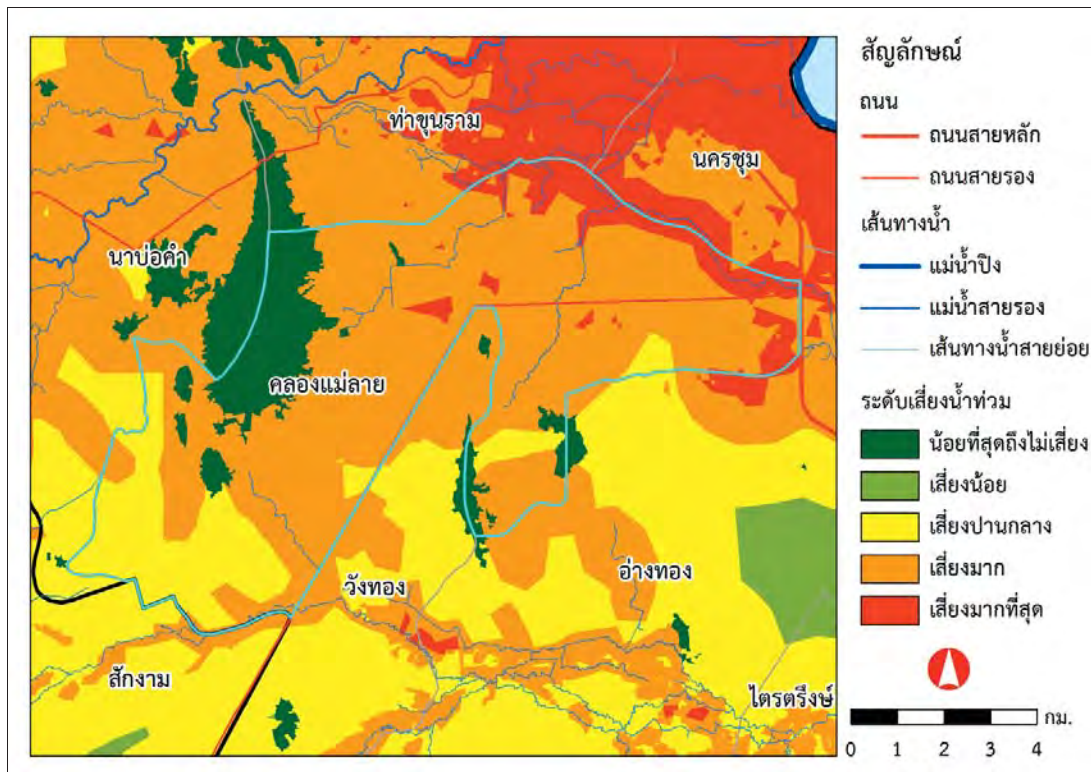 ท่าขุนราม
นครชุม
นาบ่อคำ
คลองแม่ลาย
วังทอง
อ่างทอง
สักงาม
ไตรตรึงษ์
สัญลักษณ์
ถนน
ถนนสายหลัก
ถนนสายรอง
เส้นทางน้ำ
แม่น้ำปิง
แม่น้ำสายรอง
เส้นทางน้ำสายย่อย
ระดับเสี่ยงน้ำท่วม
น้อยที่สุดถึงไม่เสี่ยง
เสี่ยงน้อย
เสี่ยงปานกลาง
เสี่ยงมาก
เสี่ยงมากที่สุด
กม.
0 1 2 3 4